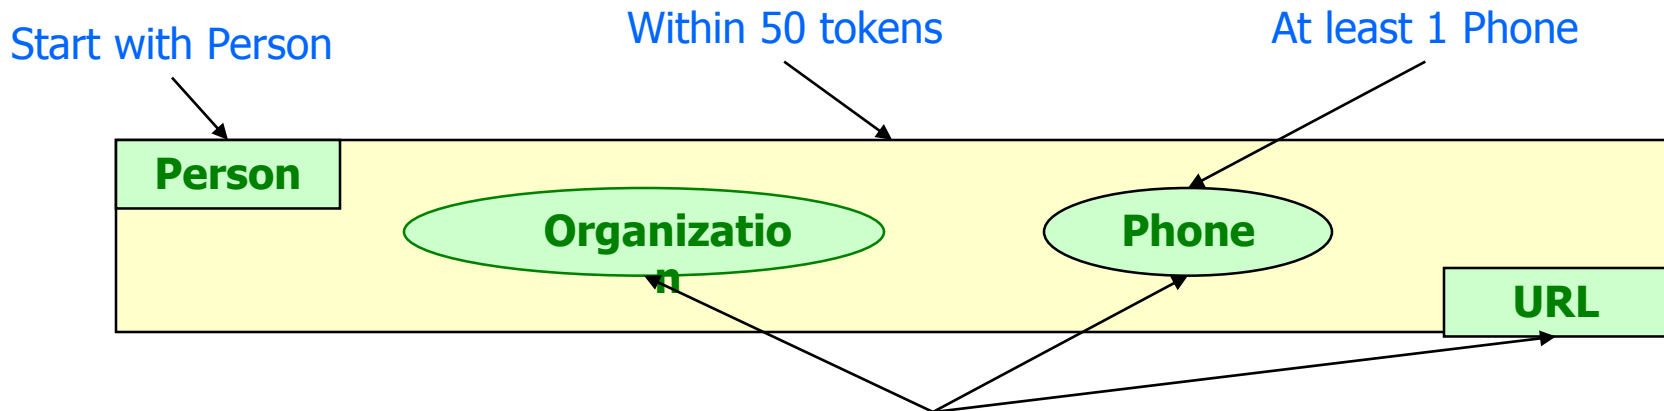 Start with Person
Within 50 tokens
At least 1 Phone
Person
Organizatio
n
Phone
URL